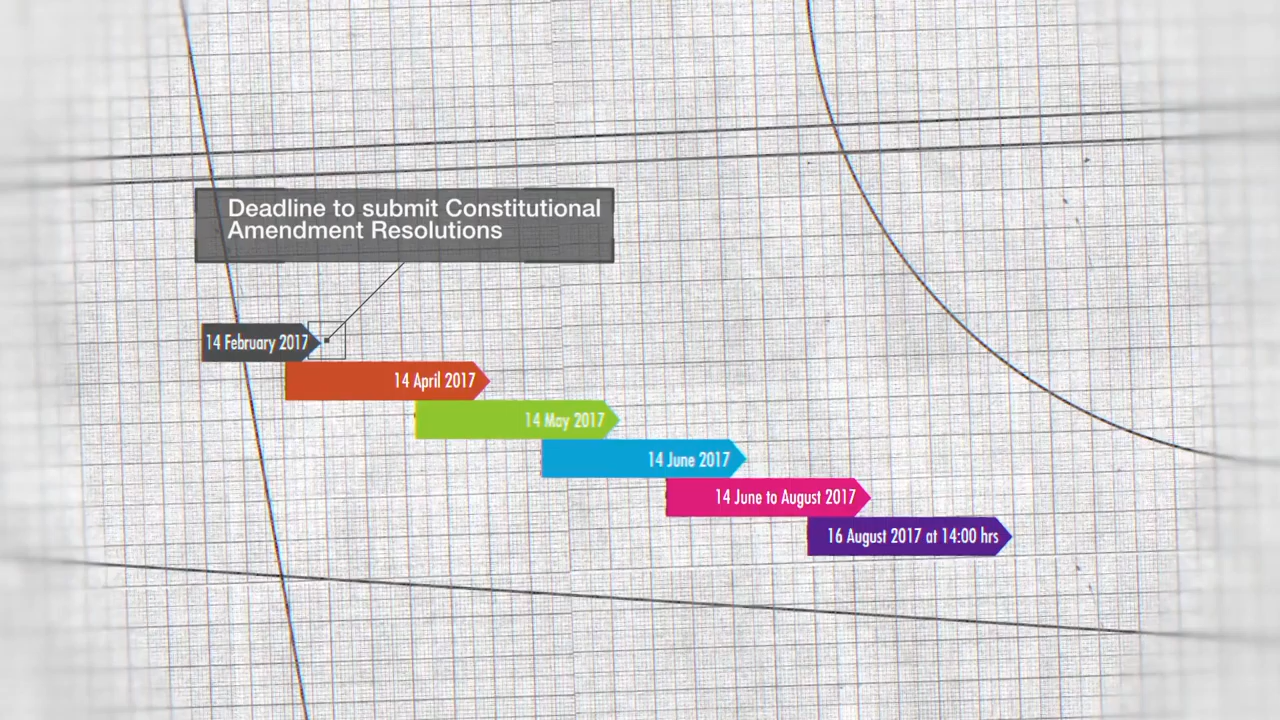 Deadline to submit Constitutional
Amendment Resolutions
14 February 2017
14 April 2017
14 May 2017
14 June 2017
14 June to August 2017
16 August 2017 at 14:00 hrs